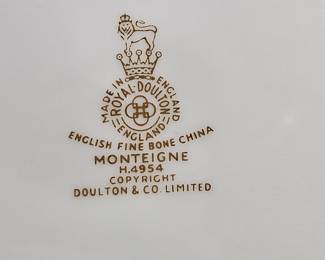 MADE IN ENGLAND
ROYAL·DOULTON
ENGLAND
ENGLISH FINE BONE CHINA
MONTEIGNE
H.4954
COPYRIGHT
DOULTON & CO. LIMITED